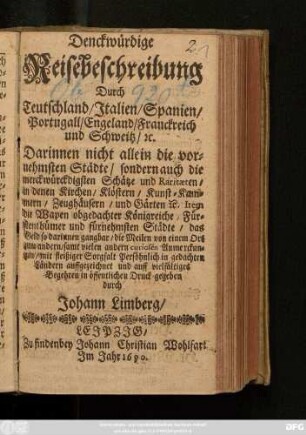 Denckwürdige
Reisebeschreibung
Durch
Teutschland/Italien/Spanien/
Portugall/Engeland/Franckreich
und Schweitz/ ꝛc.
Darinnen nicht allein die vor-
nehmsten Städte/ sondern auch die
merckwürdigsten Schätze und Raritæten/
in denen Kirchen/ Klöstern/ Kunst-Kam-
mern/ Zeughäusern/ und Gärten ꝛc. Item
die Wapen obgedachter Königreiche/ Für-
stenthümer und fürnehmsten Städte/ das
Geld so darinnen gangbar/ die Meilen von einem Ort
zum andern/samt vielen andern curiosen Anmerckun-
gen/ mit fleißiger Sorgfalt Persöhnlich in gedachten
Ländern auffgezeichnet und auff vielfältiges
Begehren in öffentlichen Druck gegeben
durch
Johann Limberg/
LEIPZIG/
Zu finden bey Johann Christian Wohlfart
Im Jahr 1690.